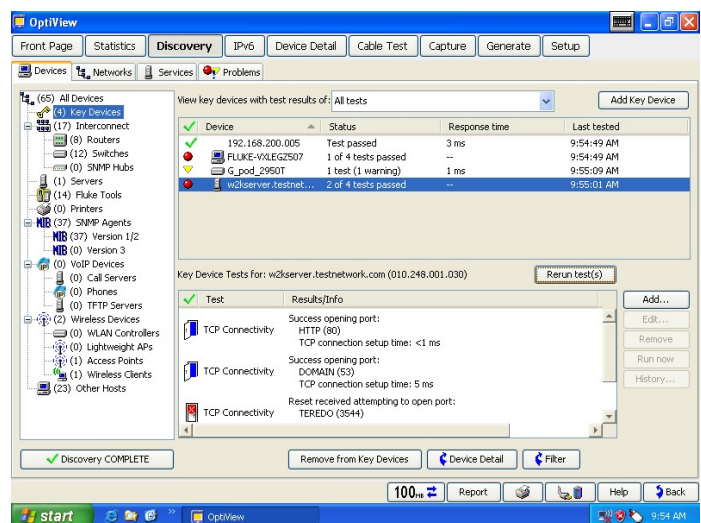 OptiView
Front Page Statistics Discovery IPv6 Device Detail Cable Test Capture Generate Setup
Devices Networks Services Problems
(65) All Devices
(4) Key Devices
(17) Interconnect
(8) Routers
(12) Switches
(0) SNMP Hubs
(1) Servers
(14) Fluke Tools
(0) Printers
MIB (37) SNMP Agents
MIB (37) Version 1/2
MIB (0) Version 3
(0) VoIP Devices
(0) Call Servers
(0) Phones
(0) TFTP Servers
(2) Wireless Devices
(0) WLAN Controllers
(0) Lightweight APs
(1) Access Points
(1) Wireless Clients
(23) Other Hosts
View key devices with test results of: All tests Add Key Device
Device Status Response time Last tested
192.168.200.005 Test passed 3 ms 9:54:49 AM
FLUKE-VXLEGZ507 1 of 4 tests passed -- 9:54:49 AM
G_pod_2950T 1 test (1 warning) 1 ms 9:55:09 AM
w2kserver.testnet... 2 of 4 tests passed -- 9:55:01 AM
Key Device Tests for: w2kserver.testnetwork.com (010.248.001.030) Rerun test(s)
Test Results/Info
Success opening port:
TCP Connectivity HTTP (80)
TCP connection setup time: <1 ms
Success opening port:
TCP Connectivity DOMAIN (53)
TCP connection setup time: 5 ms
Reset received attempting to open port:
TCP Connectivity TEREDO (3544)
Add...
Edit...
Remove
Run now
History...
Discovery COMPLETE Remove from Key Devices Device Detail Filter
100MB Report Help Back
start OptiView 9:54 AM